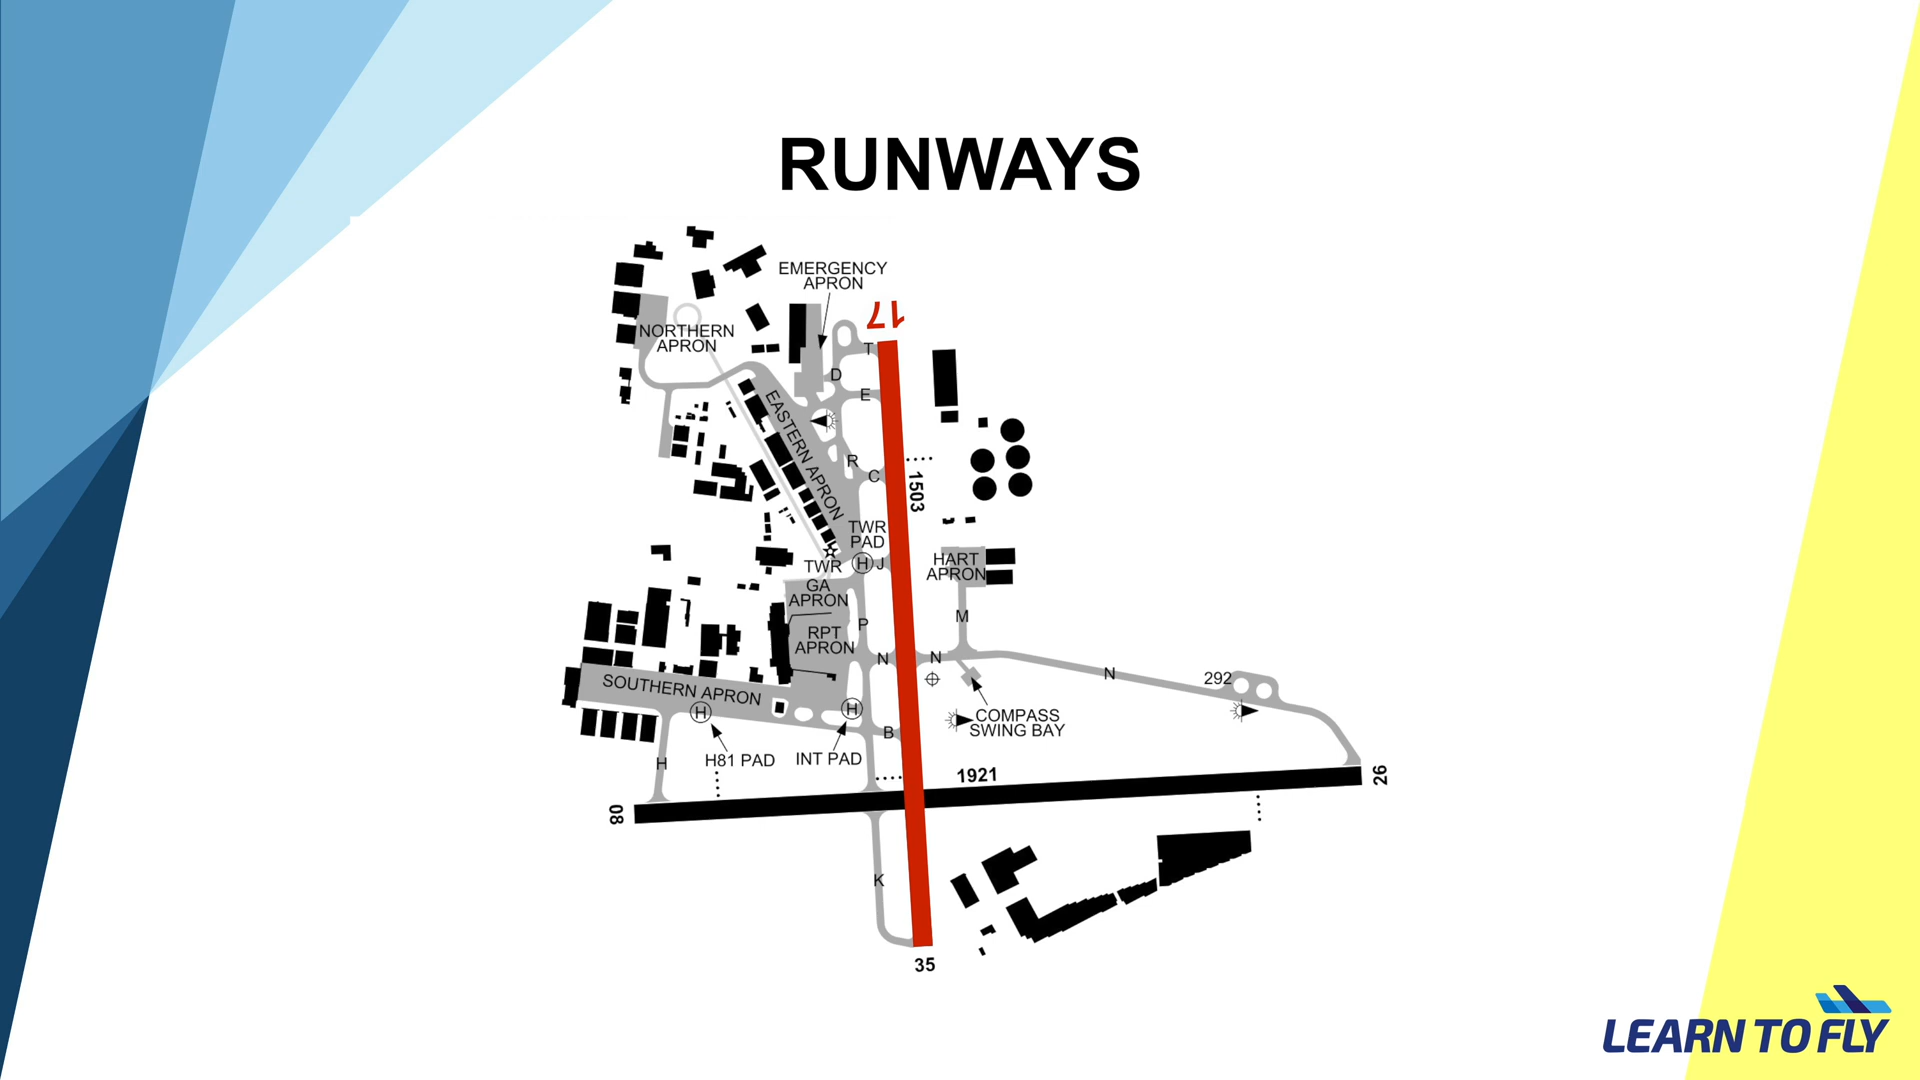 RUNWAYS
EMERGENCY
APRON
17
NORTHERN
APRON
T
D
E
EASTERN APRON
R
C
1503
TWR
PAD
H
J
TWR
HART
APRON
GA
APRON
M
P
RPT
APRON
N
N
N
292
SOUTHERN APRON
H
H
COMPASS
SWING BAY
B
H
H81 PAD
INT PAD
1921
26
08
K
35
LEARN TO FLY